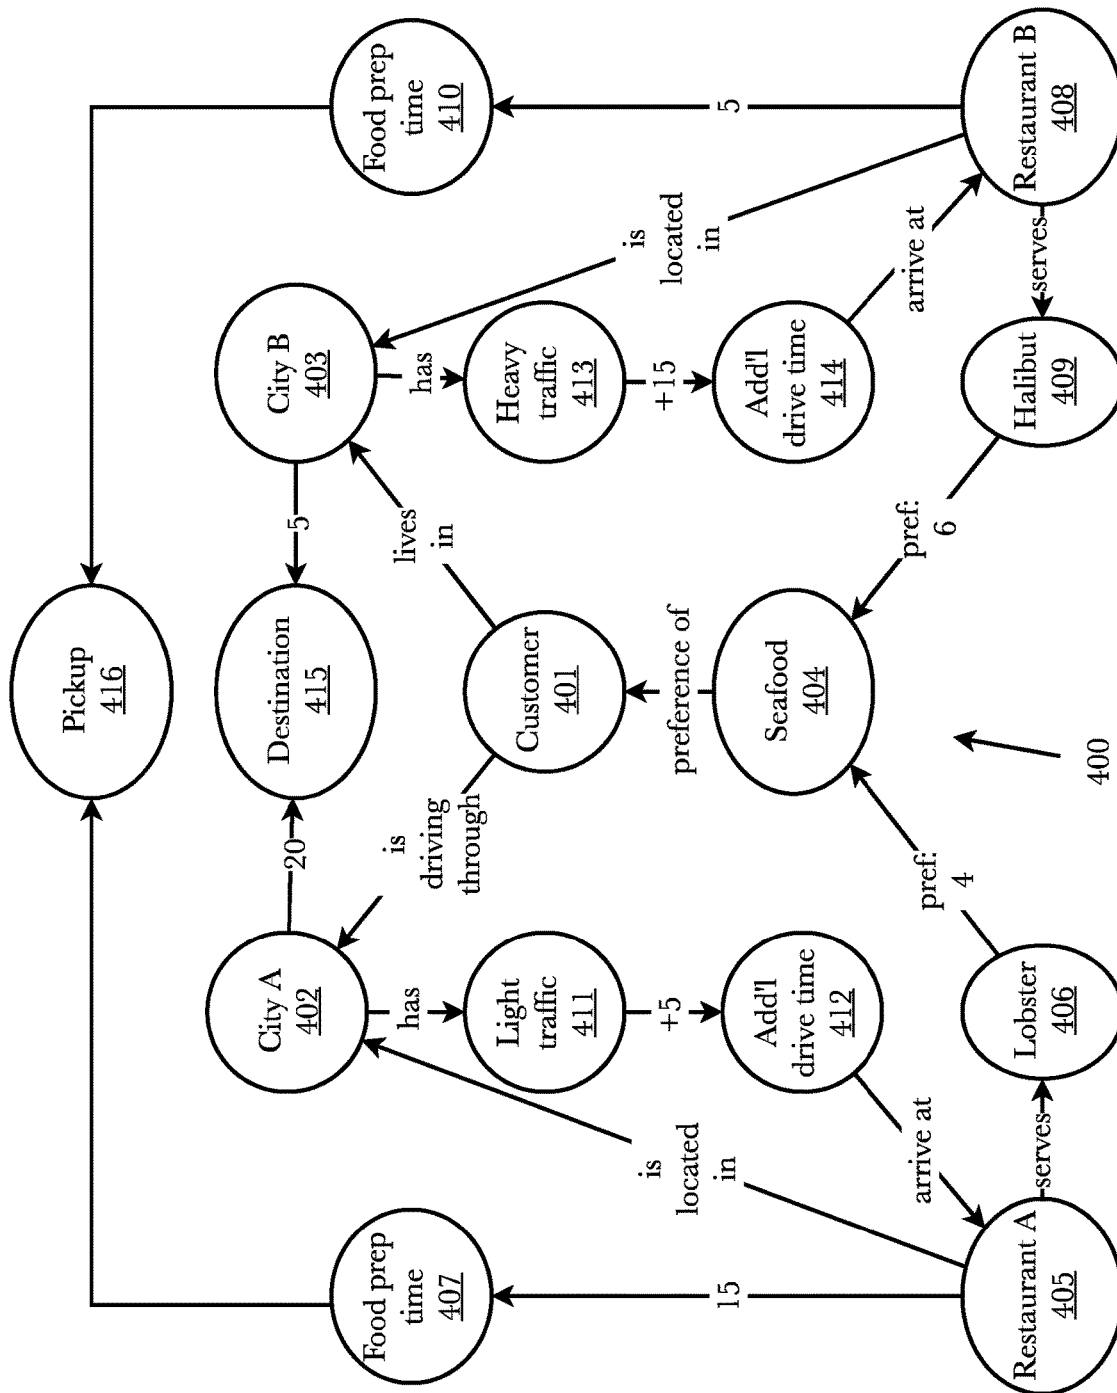 Pickup
416
City A
402
20
Destination
415
5
City B
403
Food prep
time
407
Food prep
time
410
is
driving
through
lives
in
has
has
Light
traffic
411
Customer
401
Heavy
traffic
413
is
located
in
is
located
in
+5
preference of
+15
15
5
Add'l
drive time
412
Seafood
404
Add'l
drive time
414
arrive at
pref:
4
pref:
6
arrive at
Restaurant A
405
serves
Lobster
406
Halibut
409
serves
Restaurant B
408
400